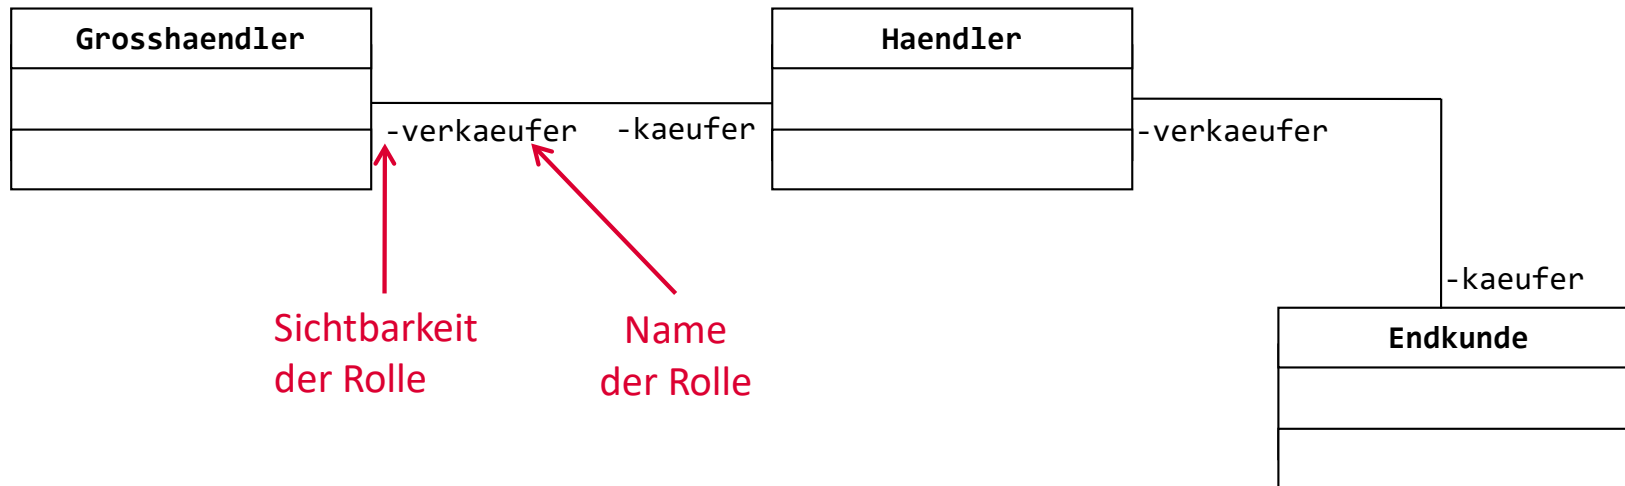 Grosshaendler
Haendler
-verkaeufer
-kaeufer
-verkaeufer
-kaeufer
Sichtbarkeit
der Rolle
Name
der Rolle
Endkunde